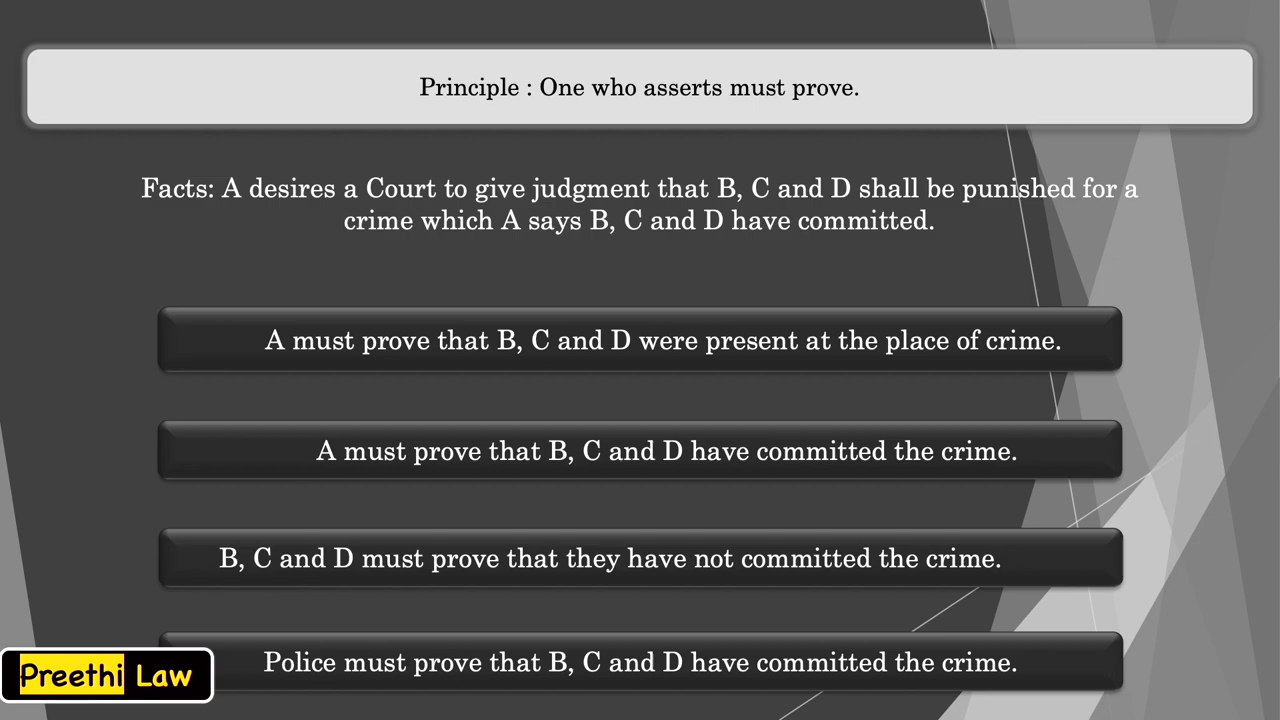 Principle : One who asserts must prove.
Facts: A desires a Court to give judgment that B, C and D shall be punished for a
crime which A says B, C and D have committed.
A must prove that B, C and D were present at the place of crime.
A must prove that B, C and D have committed the crime.
B, C and D must prove that they have not committed the crime.
Police must prove that B, C and D have committed the crime.
Preethi Law